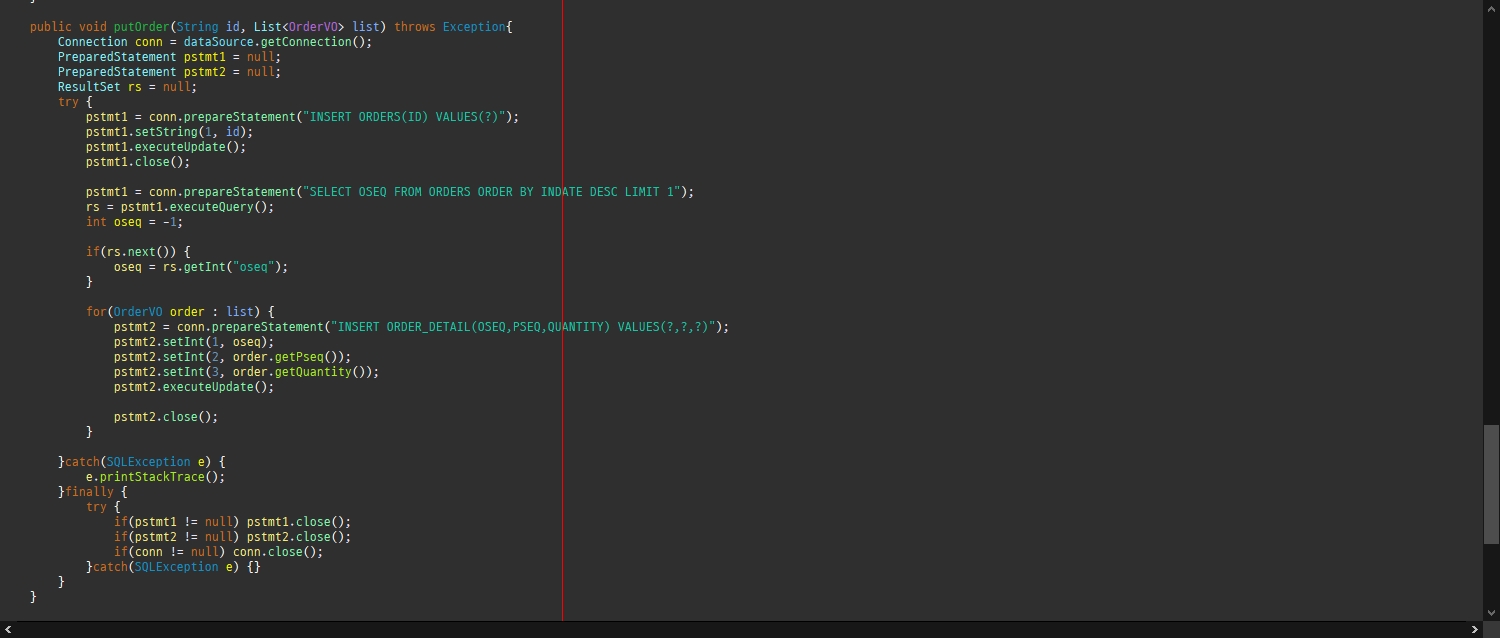 public void putOrder(String id, List<OrderVO> list) throws Exception{
Connection conn = dataSource.getConnection();
PreparedStatement pstmt1 = null;
PreparedStatement pstmt2 = null;
ResultSet rs = null;
try {
pstmt1 = conn.prepareStatement("INSERT ORDERS(ID) VALUES(?)");
pstmt1.setString(1, id);
pstmt1.executeUpdate();
pstmt1.close();
pstmt1 = conn.prepareStatement("SELECT OSEQ FROM ORDERS ORDER BY INDATE DESC LIMIT 1");
rs = pstmt1.executeQuery();
int oseq = -1;
if(rs.next()) {
oseq = rs.getInt("oseq");
}
for(OrderVO order : list) {
pstmt2 = conn.prepareStatement("INSERT ORDER_DETAIL(OSEQ,PSEQ,QUANTITY) VALUES(?,?,?)");
pstmt2.setInt(1, oseq);
pstmt2.setInt(2, order.getPseq());
pstmt2.setInt(3, order.getQuantity());
pstmt2.executeUpdate();
pstmt2.close();
}
}catch(SQLException e) {
e.printStackTrace();
}finally {
try {
if(pstmt1 != null) pstmt1.close();
if(pstmt2 != null) pstmt2.close();
if(conn != null) conn.close();
}catch(SQLException e) {}
}
}